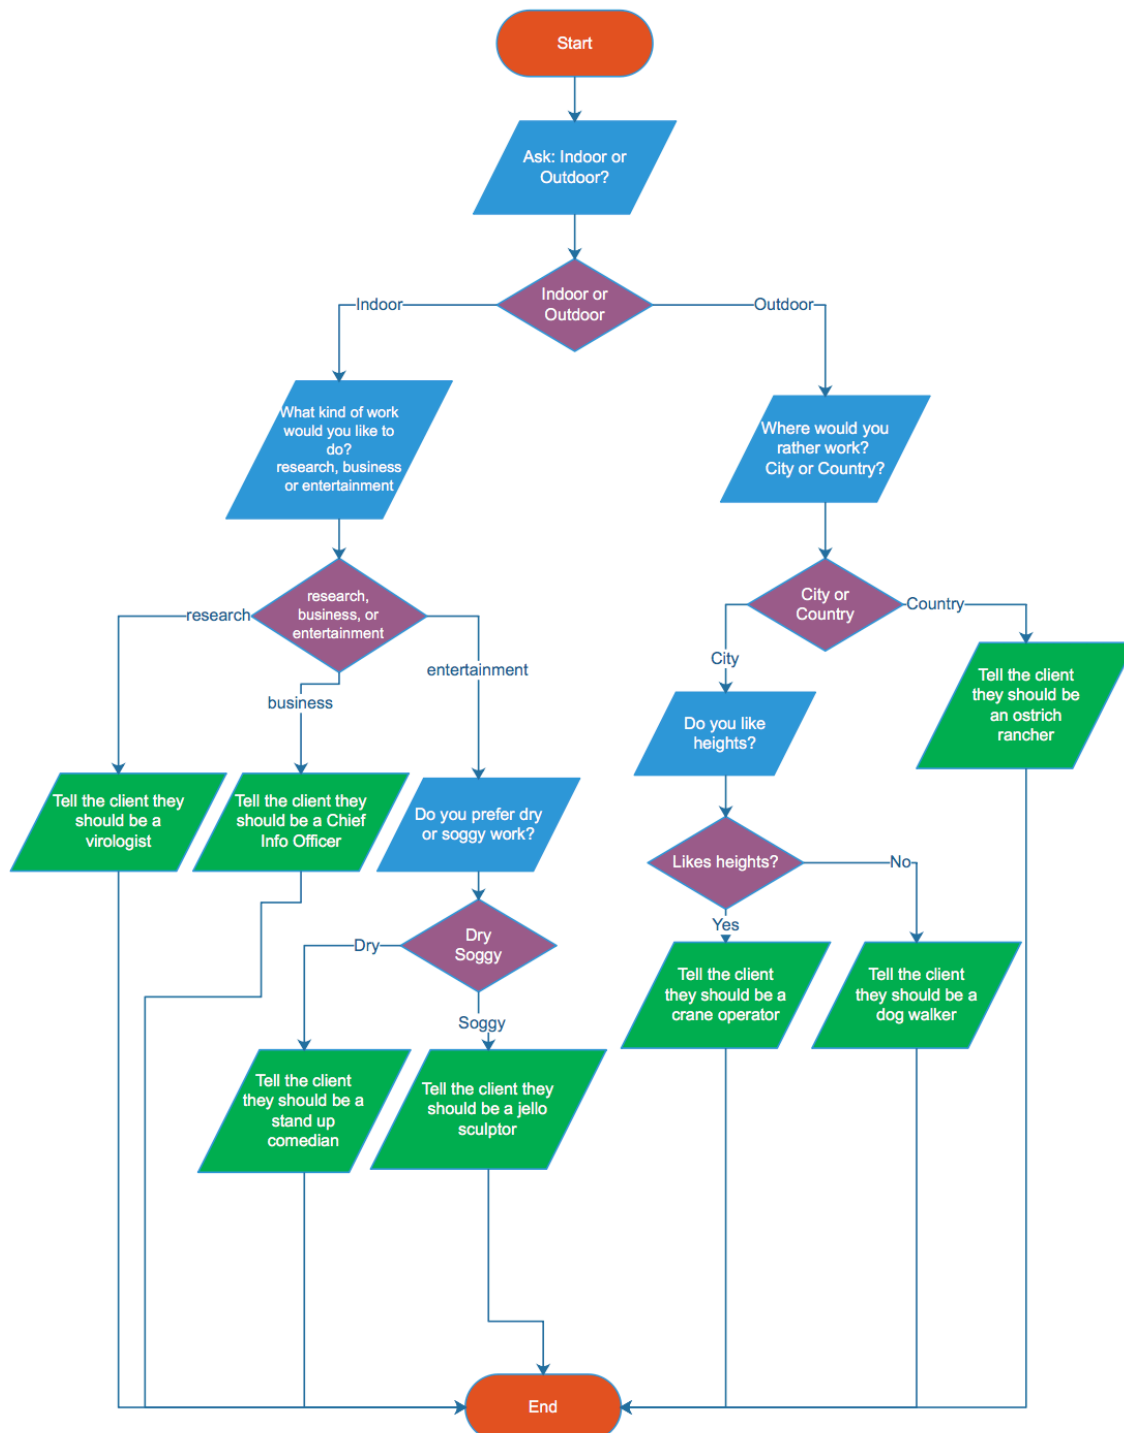 Start
Ask: Indoor or
Outdoor?
Indoor or
Outdoor
Indoor
Outdoor
What kind of work
would you like to
do?
research, business
or entertainment
Where would you
rather work?
City or Country?
research,
business, or
entertainment
research
business
entertainment
City or
Country
City
Country
Tell the client
they should be
an ostrich
rancher
Do you like
heights?
Tell the client they
should be a
virologist
Tell the client they
should be a Chief
Info Officer
Do you prefer dry
or soggy work?
Likes heights?
Yes
No
Dry
Soggy
Dry
Soggy
Tell the client
they should be a
crane operator
Tell the client
they should be a
dog walker
Tell the client
they should be a
stand up
comedian
Tell the client they
should be a jello
sculptor
End